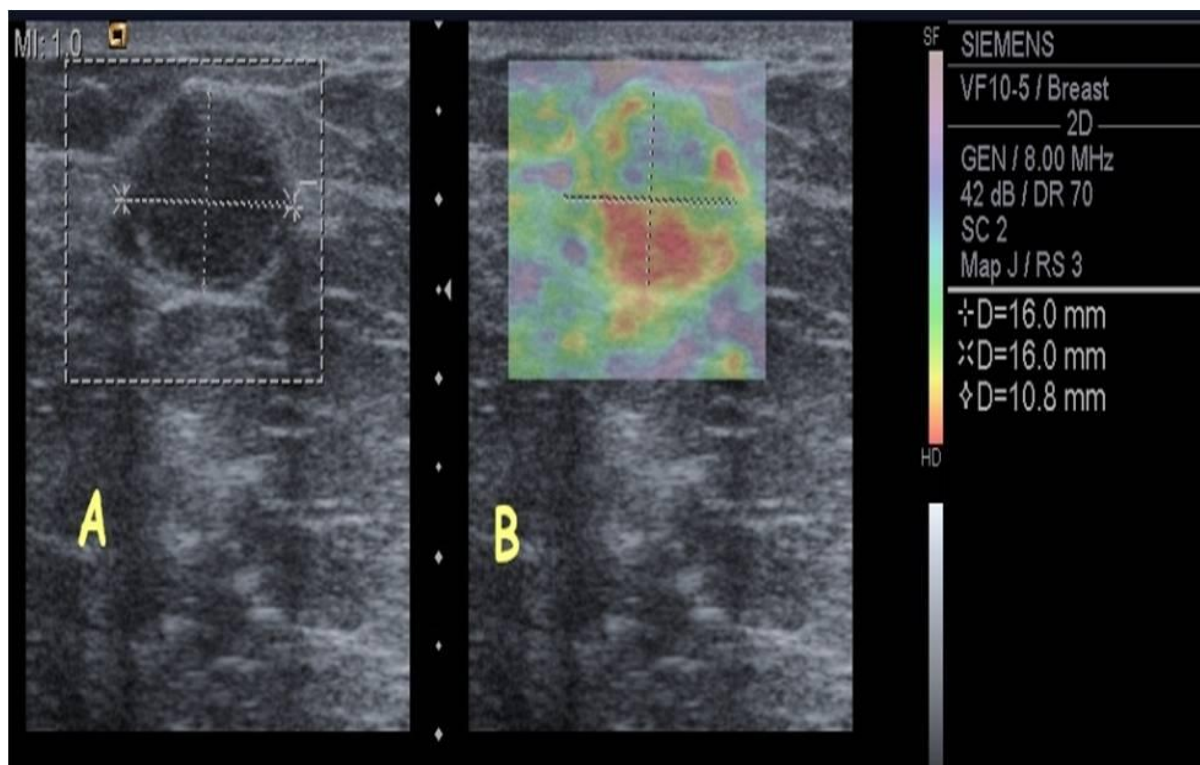 MI: 1.0
A
B
SF
HD
SIEMENS
VF10-5 / Breast
2D
GEN / 8.00 MHz
42 dB / DR 70
SC 2
Map J / RS 3
D=16.0 mm
D=16.0 mm
D=10.8 mm